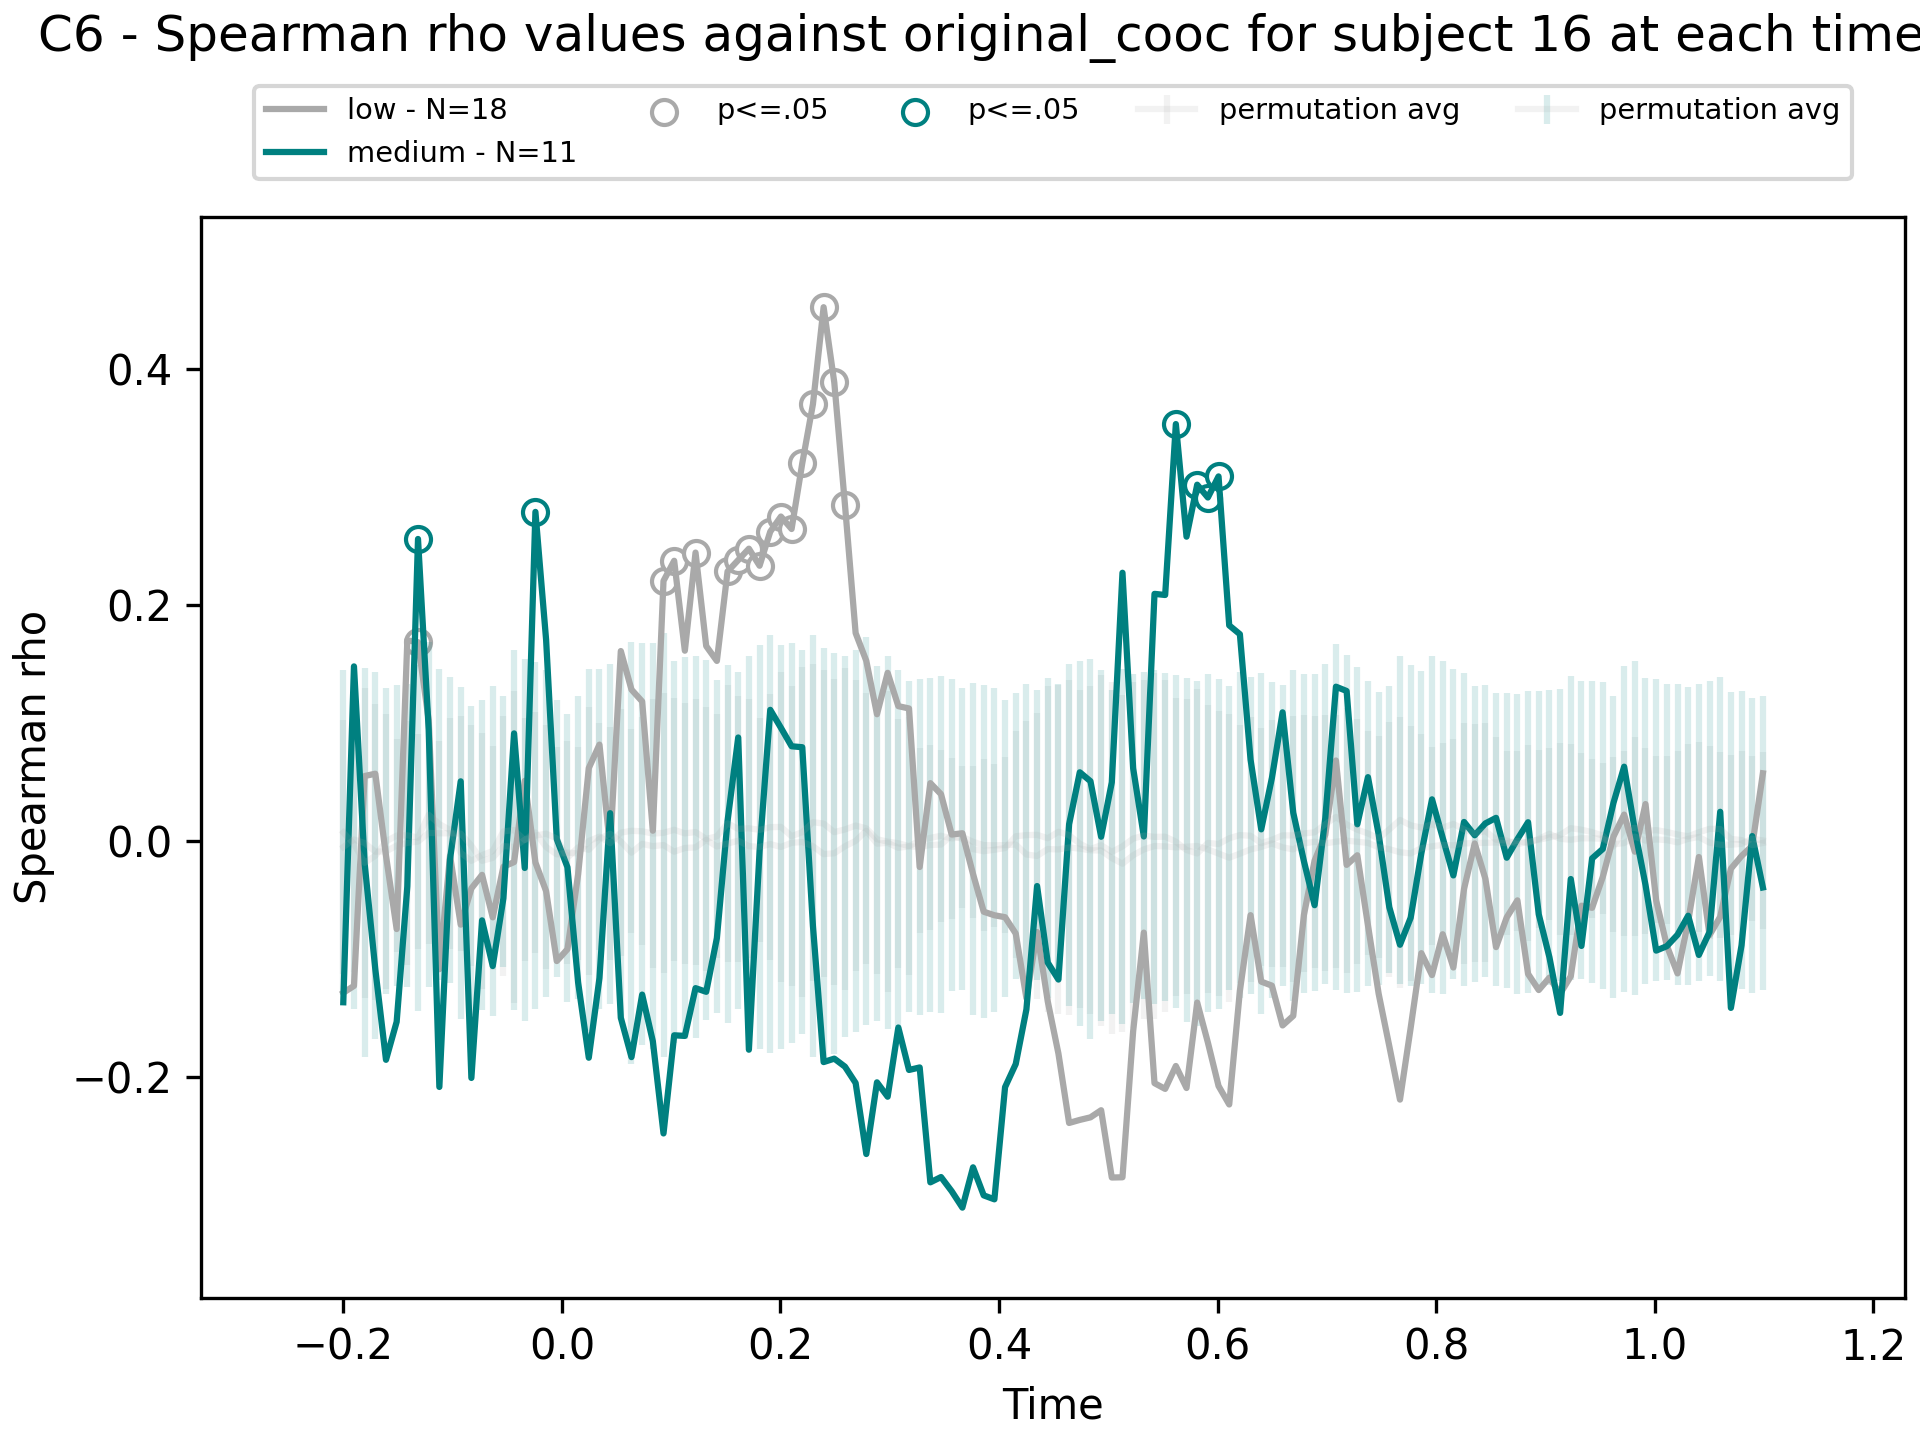 C6 - Spearman rho values against original_cooc for subject 16 at each time
low - N=18
medium - N=11
p<=.05
p<=.05
permutation avg
permutation avg
Spearman rho
0.4
0.2
0.0
−0.2
−0.2
0.0
0.2
0.4
0.6
0.8
1.0
1.2
Time